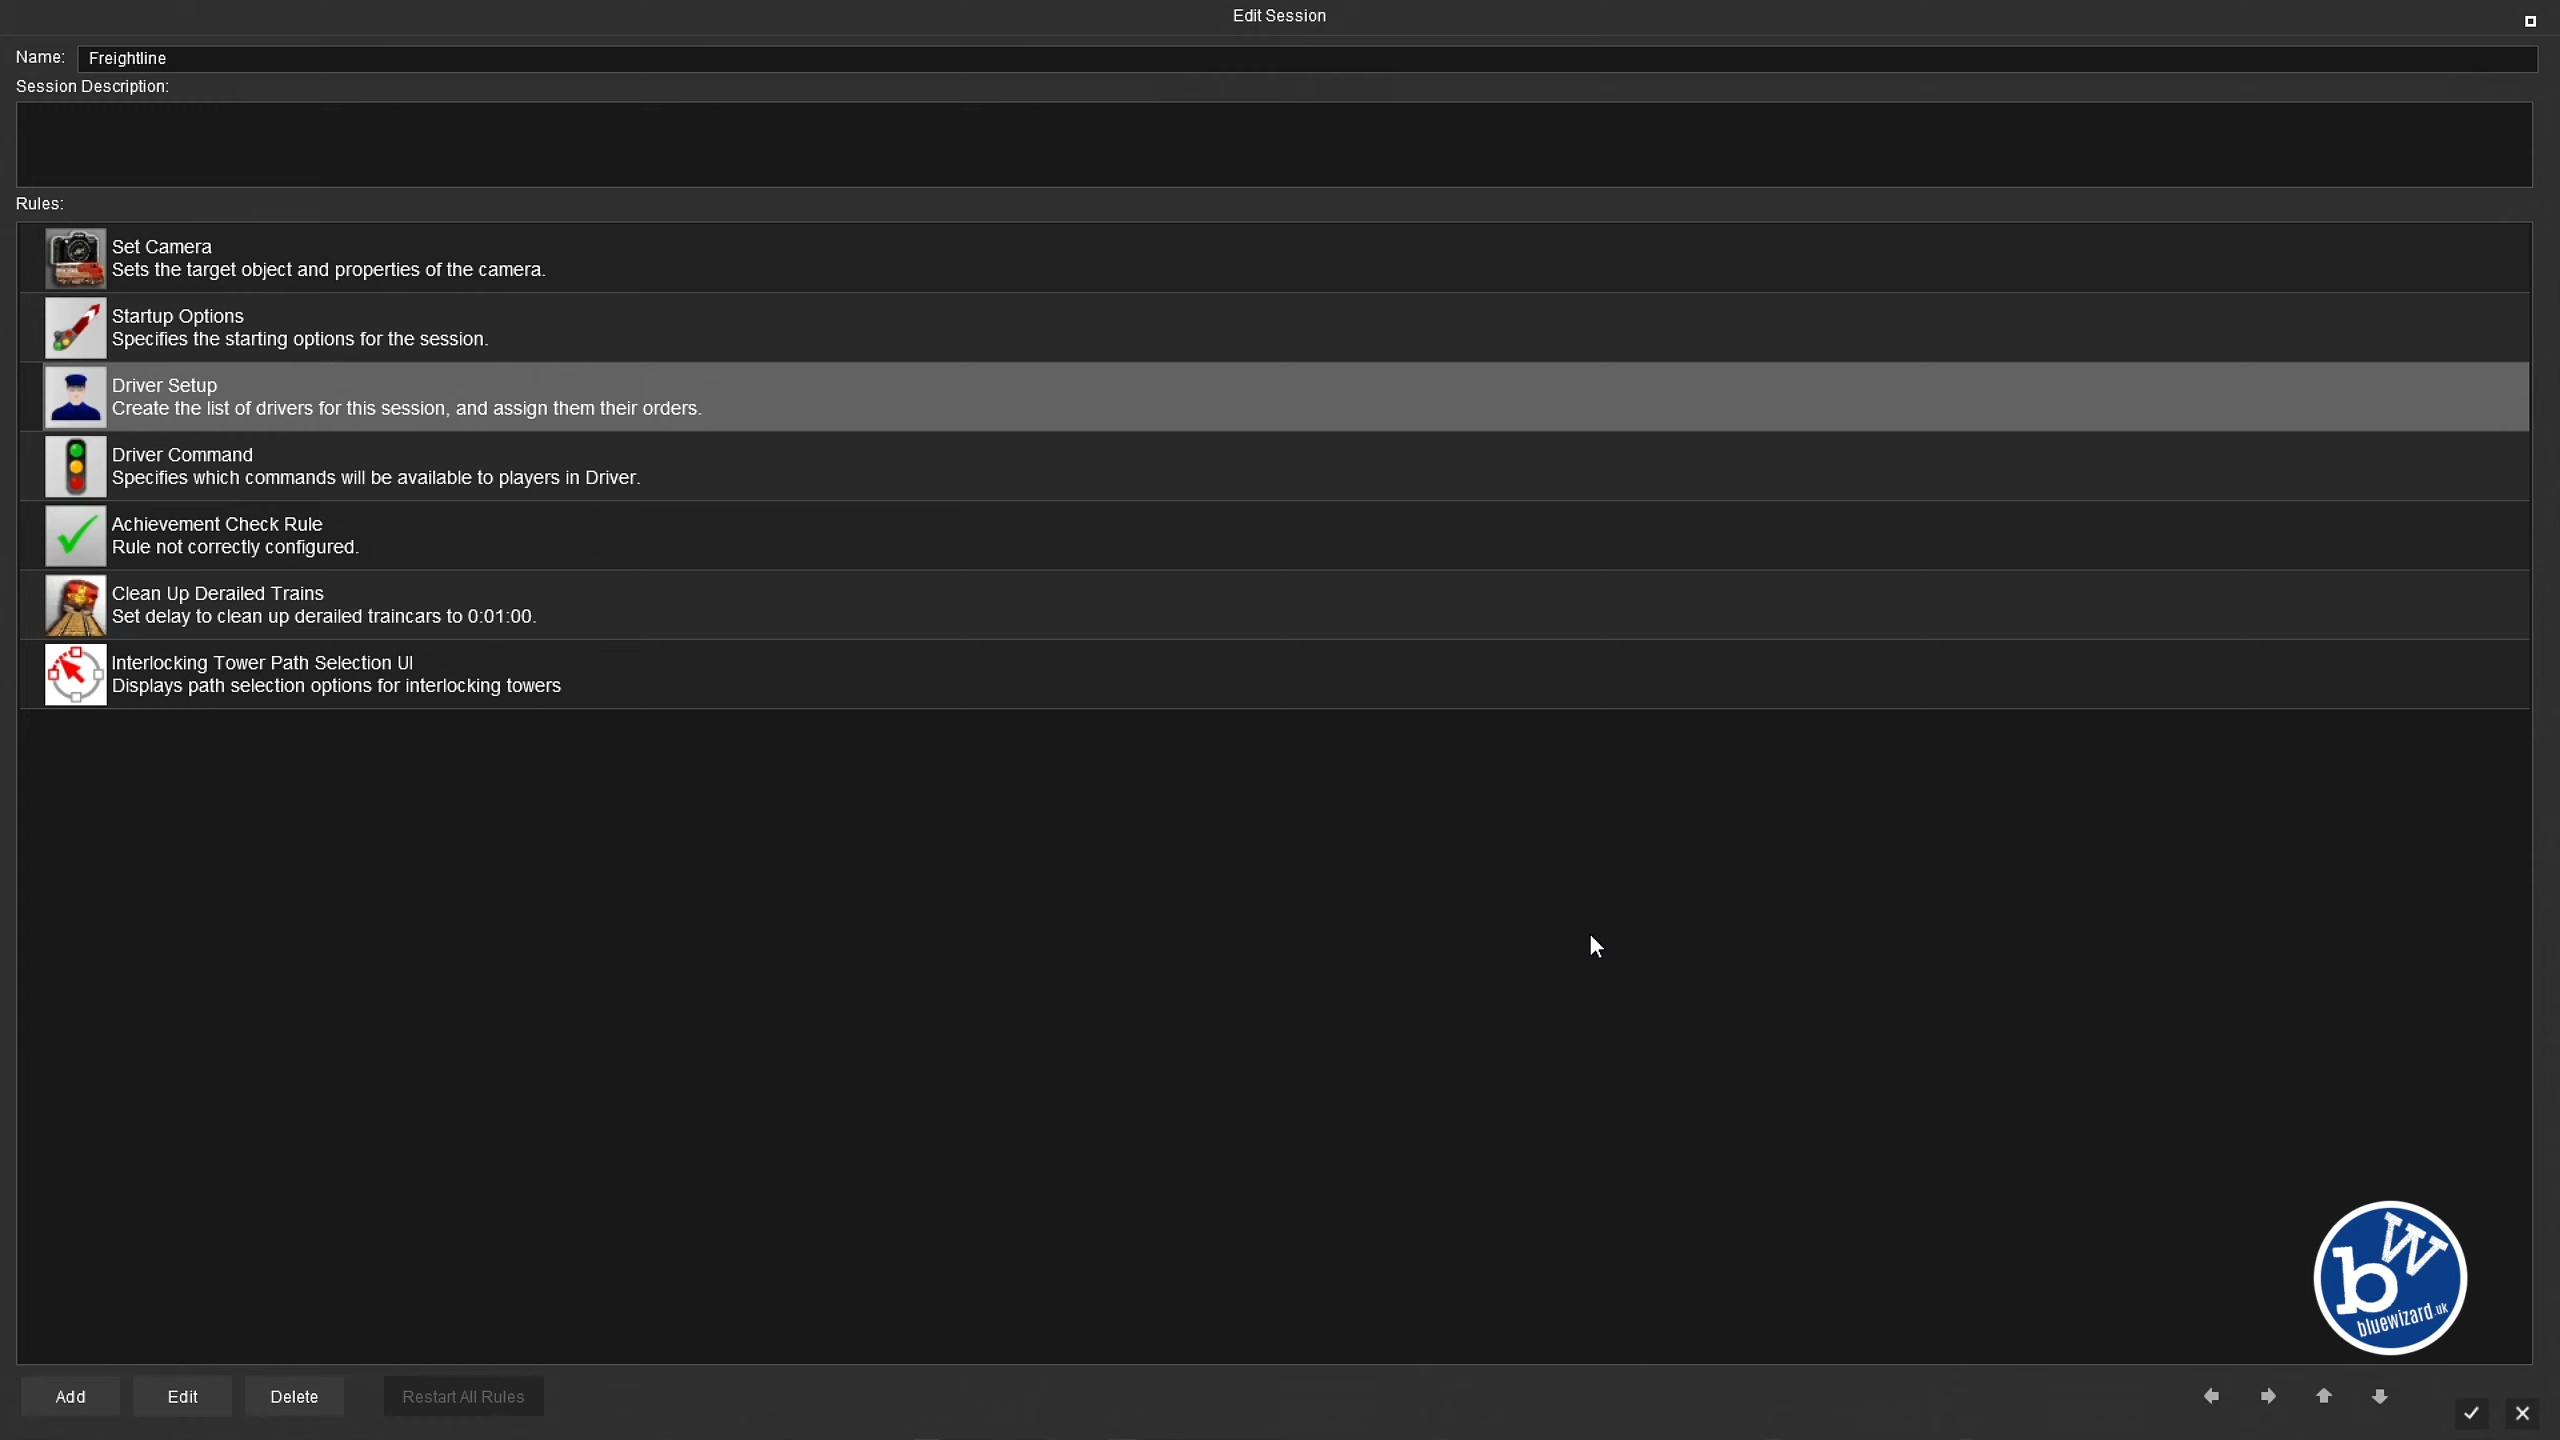 Edit Session
Name: Freightline
Session Description:
Rules:
Set Camera
Sets the target object and properties of the camera.
Startup Options
Specifies the starting options for the session.
Driver Setup
Create the list of drivers for this session, and assign them their orders.
Driver Command
Specifies which commands will be available to players in Driver.
Achievement Check Rule
Rule not correctly configured.
Clean Up Derailed Trains
Set delay to clean up derailed traincars to 0:01:00.
Interlocking Tower Path Selection UI
Displays path selection options for interlocking towers
bw
bluewizard.uk
Add Edit Delete Restart All Rules